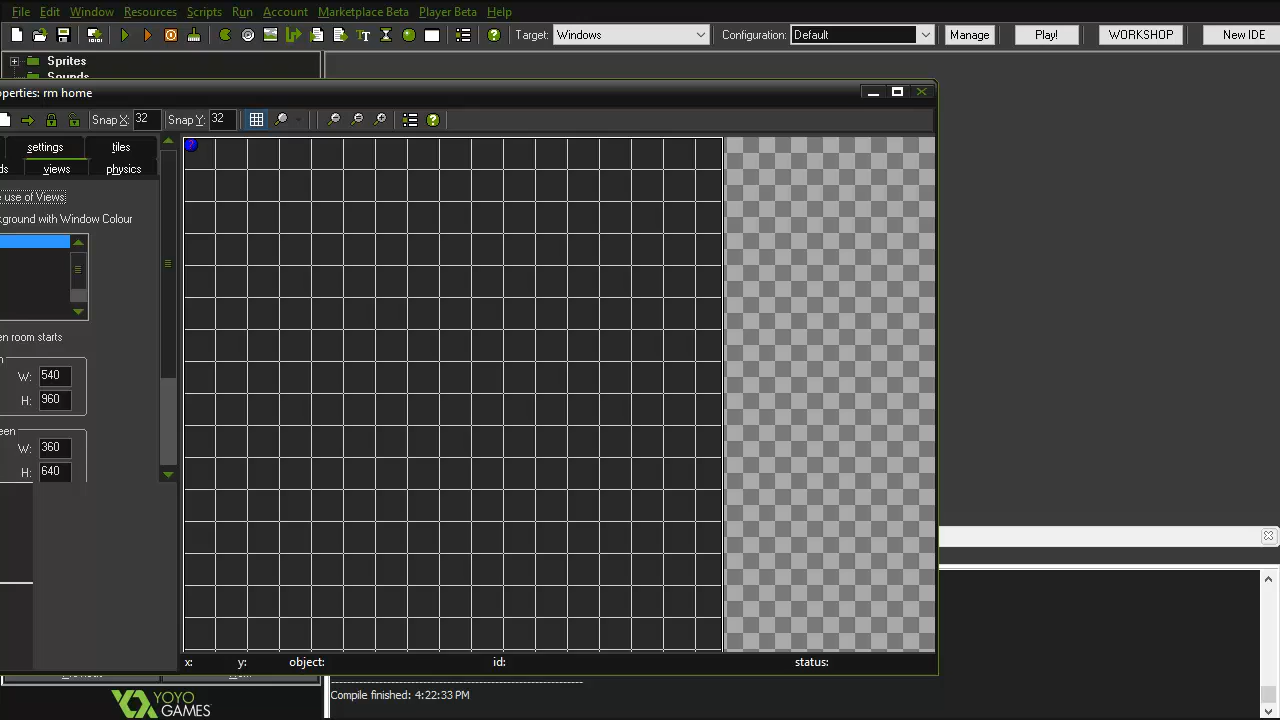 File Edit Window Resources Scripts Run Account Marketplace Beta Player Beta Help
Target: Windows Configuration: Default Manage Play! WORKSHOP New IDE
Sprites
Sounds
operties: rm home
Snap X: 32 Snap Y: 32
settings tiles
ds views physics
e use of Views
kground with Window Colour
en room starts
W: 540
H: 960
een
W: 360
H: 640
x: y: object: id: status:
YOYO
GAMES
Compile finished: 4:22:33 PM